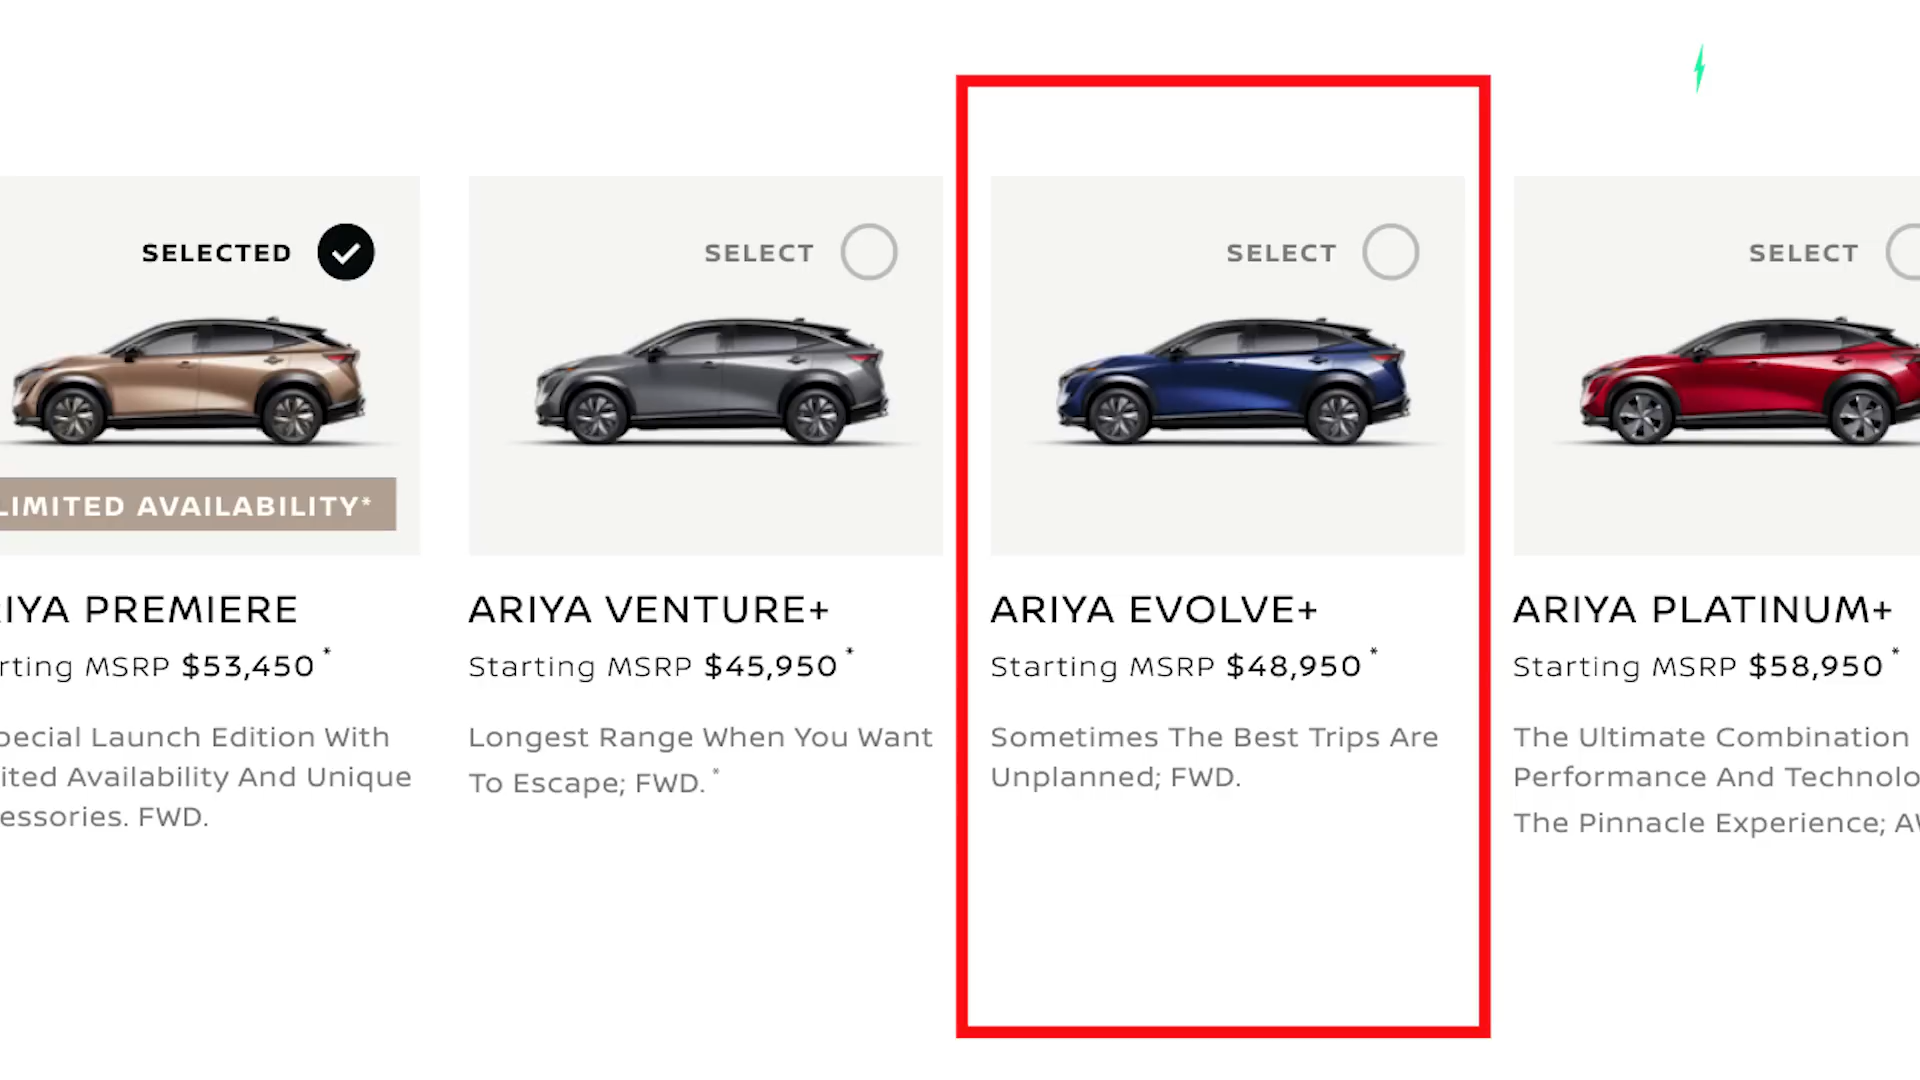 SELECTED
LIMITED AVAILABILITY*
IYA PREMIERE
rting MSRP $53,450*
pecial Launch Edition With
ited Availability And Unique
essories. FWD.
SELECT
ARIYA VENTURE+
Starting MSRP $45,950*
Longest Range When You Want
To Escape; FWD.*
SELECT
ARIYA EVOLVE+
Starting MSRP $48,950*
Sometimes The Best Trips Are
Unplanned; FWD.
SELECT
ARIYA PLATINUM+
Starting MSRP $58,950*
The Ultimate Combination
Performance And Technolo
The Pinnacle Experience; AW